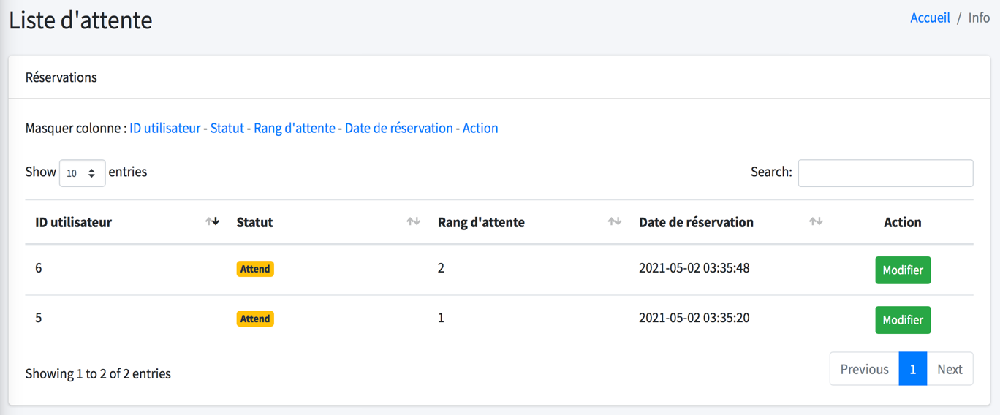 Liste d'attente
Accueil / Info
Réservations
Masquer colonne : ID utilisateur - Statut - Rang d'attente - Date de réservation - Action
Show 10 entries
Search:
ID utilisateur Statut Rang d'attente Date de réservation Action
6 Attend 2 2021-05-02 03:35:48 Modifier
5 Attend 1 2021-05-02 03:35:20 Modifier
Showing 1 to 2 of 2 entries
Previous 1 Next